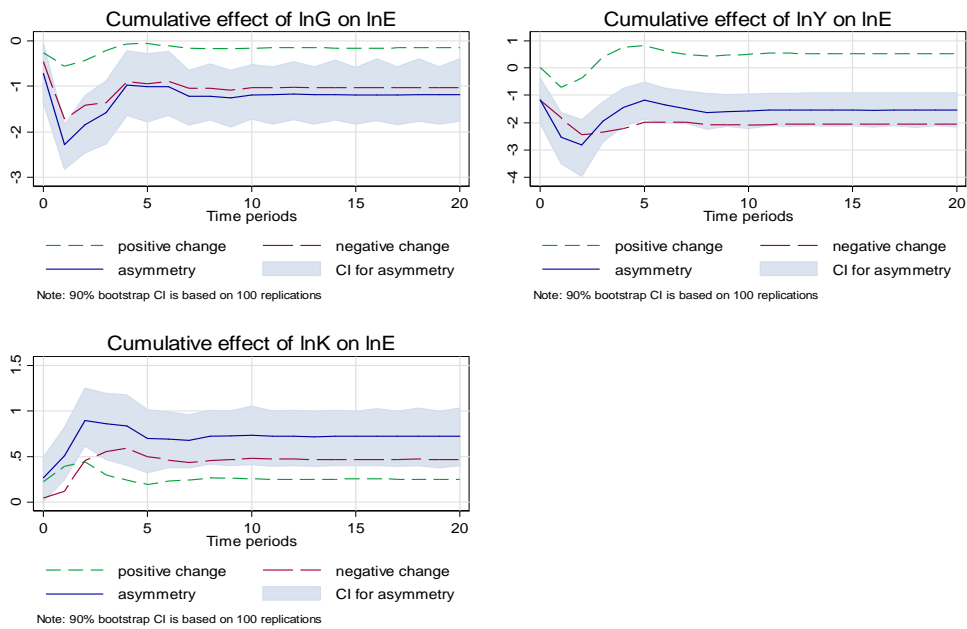 Cumulative effect of lnG on lnE
0
-1
-2
-3
0 5 10 15 20
Time periods
positive change negative change
asymmetry CI for asymmetry
Note: 90% bootstrap CI is based on 100 replications
Cumulative effect of lnY on lnE
1
0
-1
-2
-3
-4
0 5 10 15 20
Time periods
positive change negative change
asymmetry CI for asymmetry
Note: 90% bootstrap CI is based on 100 replications
Cumulative effect of lnK on lnE
1.5
1
.5
0
0 5 10 15 20
Time periods
positive change negative change
asymmetry CI for asymmetry
Note: 90% bootstrap CI is based on 100 replications